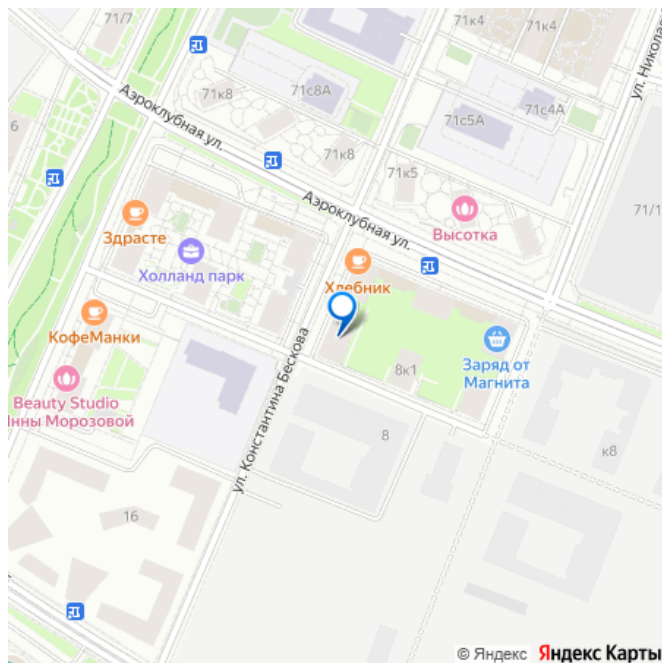 71/7
71к4
71к4
ул. Никола
71к8
71с8А
71с4А
71с5А
Аэроклубная ул.
6
71к8
71к5
Аэроклубная ул.
71/1
Здрасте
Высотка
Холланд парк
Хлебник
КофеМанки
ул. Константина Бескова
Заряд от
Магнита
8к1
Beauty Studio
Инны Морозовой
8
к8
16
© Яндекс
Яндекс Карты